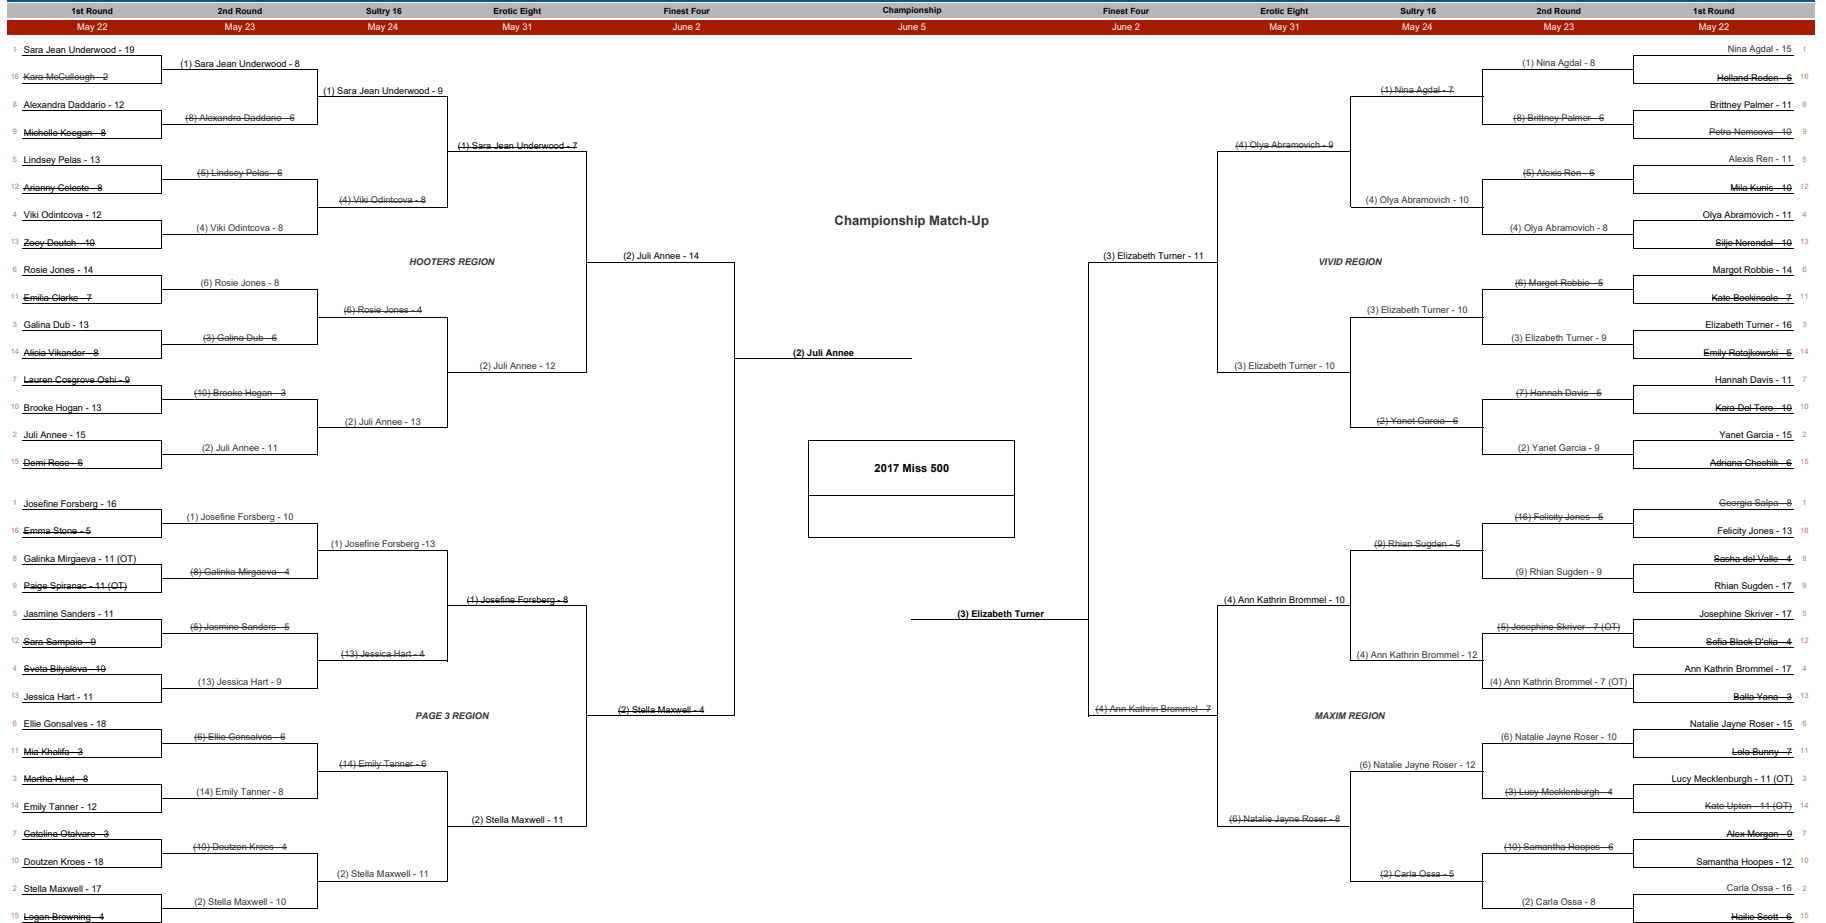 1st Round 2nd Round Sultry 16 Erotic Eight Finest Four Championship Finest Four Erotic Eight Sultry 16 2nd Round 1st Round
May 22 May 23 May 24 May 31 June 2 June 5 June 2 May 31 May 24 May 23 May 22
1 Sara Jean Underwood - 19
16 Kara McCullough - 2
8 Alexandra Daddario - 12
9 Michelle Keegan - 8
5 Lindsey Pelas - 13
12 Arianny Celeste - 8
4 Viki Odintcova - 12
13 Zoey Deutch - 10
6 Rosie Jones - 14
11 Emilia Clarke - 7
3 Galina Dub - 13
14 Alicia Vikander - 8
7 Lauren Cosgrove Oshi - 9
10 Brooke Hogan - 13
2 Juli Annee - 15
15 Demi Rose - 6
1 Josefine Forsberg - 16
16 Emma Stone - 5
8 Galinka Mirgaeva - 11 (OT)
9 Paige Spiranac - 11 (OT)
5 Jasmine Sanders - 11
12 Sara Sampaio - 9
4 Sveta Bilyalova - 10
13 Jessica Hart - 11
6 Ellie Gonsalves - 18
11 Mia Khalifa - 3
3 Martha Hunt - 8
14 Emily Tanner - 12
7 Catalina Otalvaro - 3
10 Doutzen Kroes - 18
2 Stella Maxwell - 17
15 Logan Browning - 4
(1) Sara Jean Underwood - 8
(8) Alexandra Daddario - 6
(5) Lindsey Pelas - 6
(4) Viki Odintcova - 8
(6) Rosie Jones - 8
(3) Galina Dub - 6
(10) Brooke Hogan - 3
(2) Juli Annee - 11
(1) Josefine Forsberg - 10
(8) Galinka Mirgaeva - 4
(5) Jasmine Sanders - 5
(13) Jessica Hart - 9
(6) Ellie Gonsalves - 6
(14) Emily Tanner - 8
(10) Doutzen Kroes - 4
(2) Stella Maxwell - 10
(1) Sara Jean Underwood - 9
(4) Viki Odintcova - 8
(6) Rosie Jones - 4
(2) Juli Annee - 13
(1) Josefine Forsberg -13
(13) Jessica Hart - 4
(14) Emily Tanner - 6
(2) Stella Maxwell - 11
(1) Sara Jean Underwood - 7
HOOTERS REGION
(2) Juli Annee - 12
(1) Josefine Forsberg - 8
PAGE 3 REGION
(2) Stella Maxwell - 11
(2) Juli Annee - 14
(2) Stella Maxwell - 4
Championship Match-Up
(2) Juli Annee
2017 Miss 500
(3) Elizabeth Turner
(3) Elizabeth Turner - 11
(4) Ann Kathrin Brommel - 7
(4) Olya Abramovich - 9
VIVID REGION
(3) Elizabeth Turner - 10
(4) Ann Kathrin Brommel - 10
MAXIM REGION
(6) Natalie Jayne Roser - 8
(1) Nina Agdal - 7
(4) Olya Abramovich - 10
(3) Elizabeth Turner - 10
(2) Yanet Garcia - 6
(9) Rhian Sugden - 5
(4) Ann Kathrin Brommel - 12
(6) Natalie Jayne Roser - 12
(2) Carla Ossa - 5
(1) Nina Agdal - 8
(8) Brittney Palmer - 6
(5) Alexis Ren - 6
(4) Olya Abramovich - 8
(6) Margot Robbie - 5
(3) Elizabeth Turner - 9
(7) Hannah Davis - 5
(2) Yanet Garcia - 9
(16) Felicity Jones - 5
(9) Rhian Sugden - 9
(5) Josephine Skriver - 7 (OT)
(4) Ann Kathrin Brommel - 7 (OT)
(6) Natalie Jayne Roser - 10
(3) Lucy Mecklenburgh - 4
(10) Samantha Hoopes - 6
(2) Carla Ossa - 8
Nina Agdal - 15 1
Holland Roden - 6 16
Brittney Palmer - 11 8
Petra Nemcova - 10 9
Alexis Ren - 11 5
Mila Kunis - 10 12
Olya Abramovich - 11 4
Silje Norendal - 10 13
Margot Robbie - 14 6
Kate Beckinsale - 7 11
Elizabeth Turner - 16 3
Emily Ratajkowski - 5 14
Hannah Davis - 11 7
Kara Del Toro - 10 10
Yanet Garcia - 15 2
Adriana Chechik - 6 15
Georgia Salpa - 8 1
Felicity Jones - 13 16
Sasha del Valle - 4 8
Rhian Sugden - 17 9
Josephine Skriver - 17 5
Sofia Black D'elia - 4 12
Ann Kathrin Brommel - 17 4
Balla Yana - 3 13
Natalie Jayne Roser - 15 6
Lola Bunny - 7 11
Lucy Mecklenburgh - 11 (OT) 3
Kate Upton - 11 (OT) 14
Alex Morgan - 9 7
Samantha Hoopes - 12 10
Carla Ossa - 16 2
Hailie Scott - 6 15